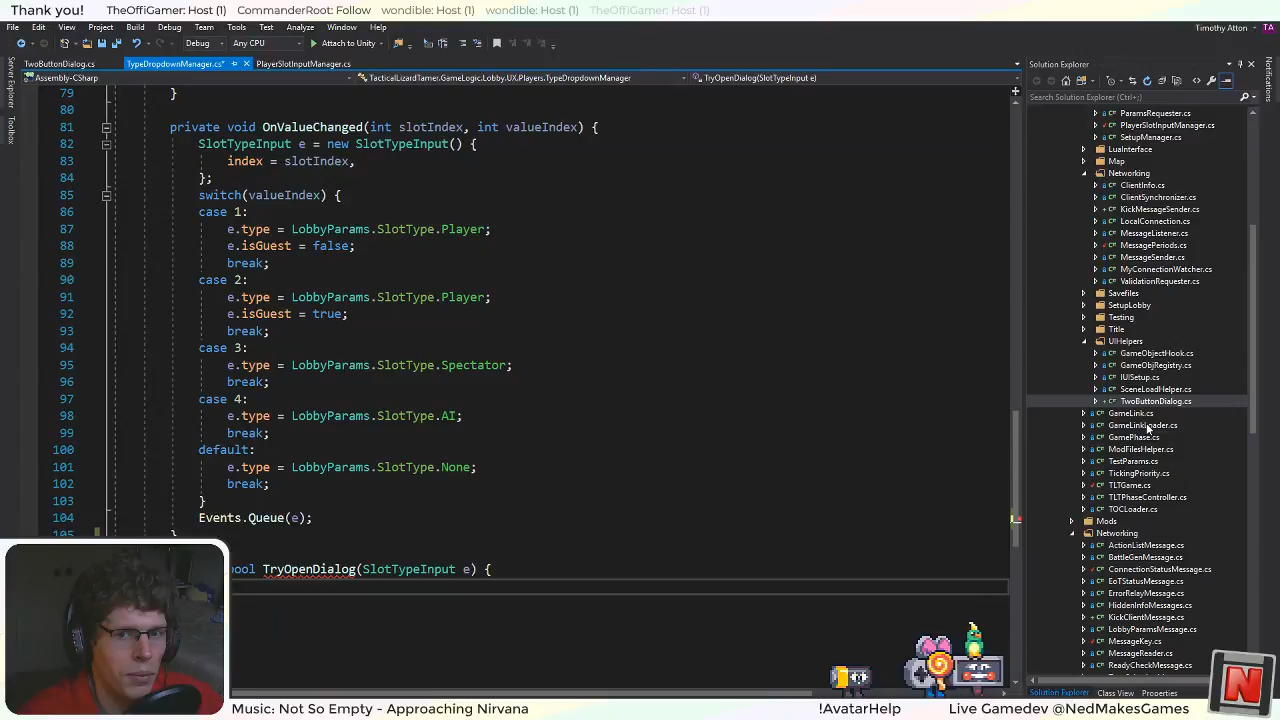 Thank you! TheOffiGamer: Host (1) CommanderRoot: Follow wondible: Host (1) wondible: Host (1) TheOffiGamer: Host (1)
File Edit View Project Build Debug Team Tools Test Analyze Window Help Timothy Atton TA
Debug Any CPU Attach to Unity
TwoButtonDialog.cs TypeDropdownManager.cs* PlayerSlotInputManager.cs
Assembly-CSharp TacticalLizardTamer.GameLogic.Lobby.UX.Players.TypeDropdownManager TryOpenDialog(SlotTypeInput e)
Server Explorer
Toolbox
79 }
80
81 private void OnValueChanged(int slotIndex, int valueIndex) {
82 SlotTypeInput e = new SlotTypeInput() {
83 index = slotIndex,
84 };
85 switch(valueIndex) {
86 case 1:
87 e.type = LobbyParams.SlotType.Player;
88 e.isGuest = false;
89 break;
90 case 2:
91 e.type = LobbyParams.SlotType.Player;
92 e.isGuest = true;
93 break;
94 case 3:
95 e.type = LobbyParams.SlotType.Spectator;
96 break;
97 case 4:
98 e.type = LobbyParams.SlotType.AI;
99 break;
100 default:
101 e.type = LobbyParams.SlotType.None;
102 break;
103 }
104 Events.Queue(e);
105 }
bool TryOpenDialog(SlotTypeInput e) {
Solution Explorer
Search Solution Explorer (Ctrl+;)
ParamsRequester.cs
PlayerSlotInputManager.cs
SetupManager.cs
LuaInterface
Map
Networking
ClientInfo.cs
ClientSynchronizer.cs
KickMessageSender.cs
LocalConnection.cs
MessageListener.cs
MessagePeriods.cs
MessageSender.cs
MyConnectionWatcher.cs
ValidationRequester.cs
Savefiles
SetupLobby
Testing
Title
UIHelpers
GameObjectHook.cs
GameObjRegistry.cs
IUISetup.cs
SceneLoadHelper.cs
TwoButtonDialog.cs
GameLink.cs
GameLinkLoader.cs
GamePhase.cs
ModFilesHelper.cs
TestParams.cs
TickingPriority.cs
TLTGame.cs
TLTPhaseController.cs
TOCLoader.cs
Mods
Networking
ActionListMessage.cs
BattleGenMessage.cs
ConnectionStatusMessage.cs
EoTStatusMessage.cs
ErrorRelayMessage.cs
HiddenInfoMessages.cs
KickClientMessage.cs
LobbyParamsMessage.cs
MessageKey.cs
MessageReader.cs
ReadyCheckMessage.cs
Solution Explorer Class View Properties
Notifications
N
Music: Not So Empty - Approaching Nirvana !AvatarHelp Live Gamedev @NedMakesGames